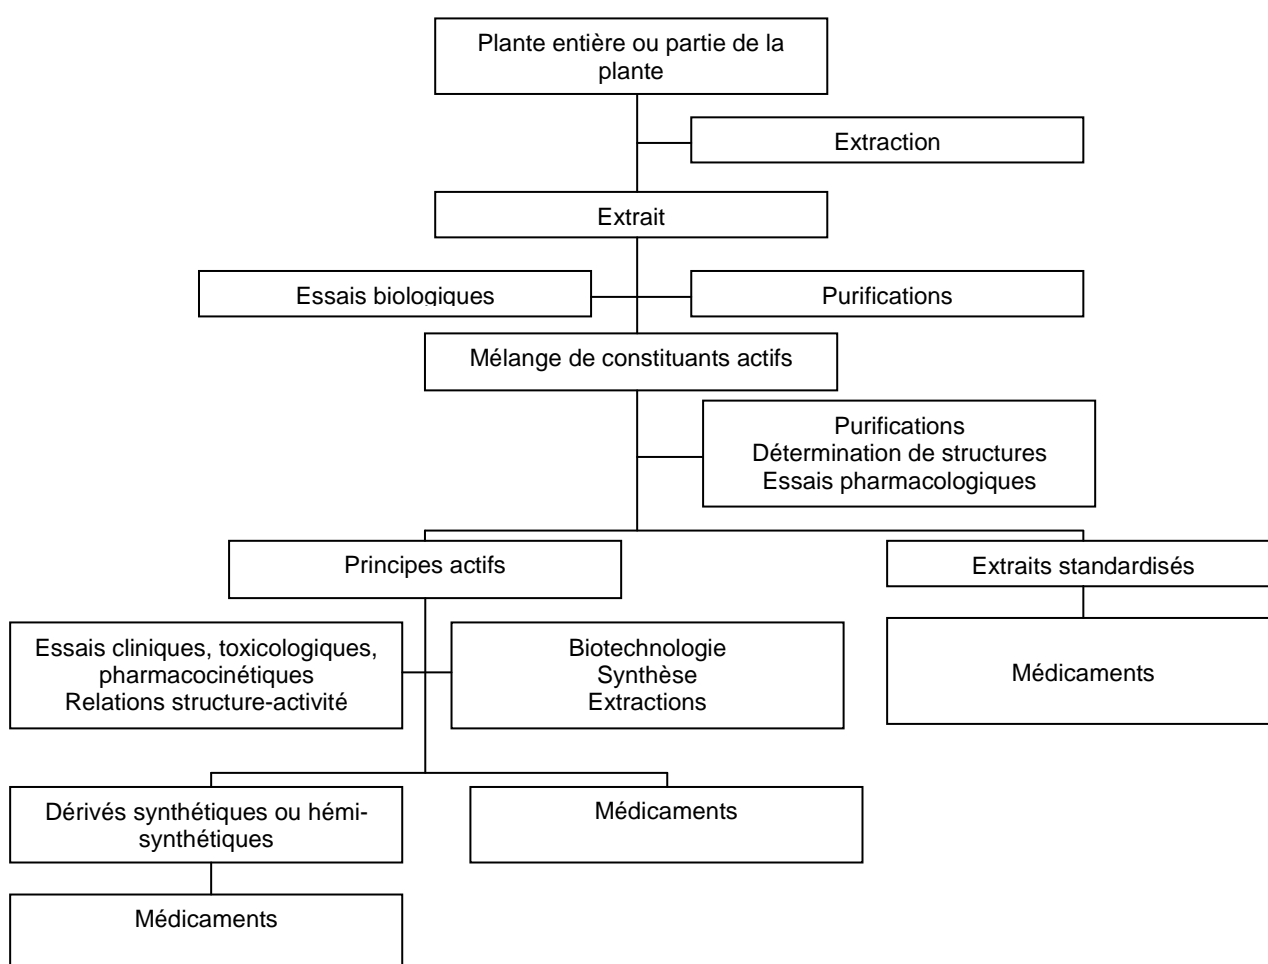 Plante entière ou partie de la
plante
Extraction
Extrait
Essais biologiques
Purifications
Mélange de constituants actifs
Purifications
Détermination de structures
Essais pharmacologiques
Principes actifs
Extraits standardisés
Essais cliniques, toxicologiques,
pharmacocinétiques
Relations structure-activité
Biotechnologie
Synthèse
Extractions
Médicaments
Dérivés synthétiques ou hémi-
synthétiques
Médicaments
Médicaments